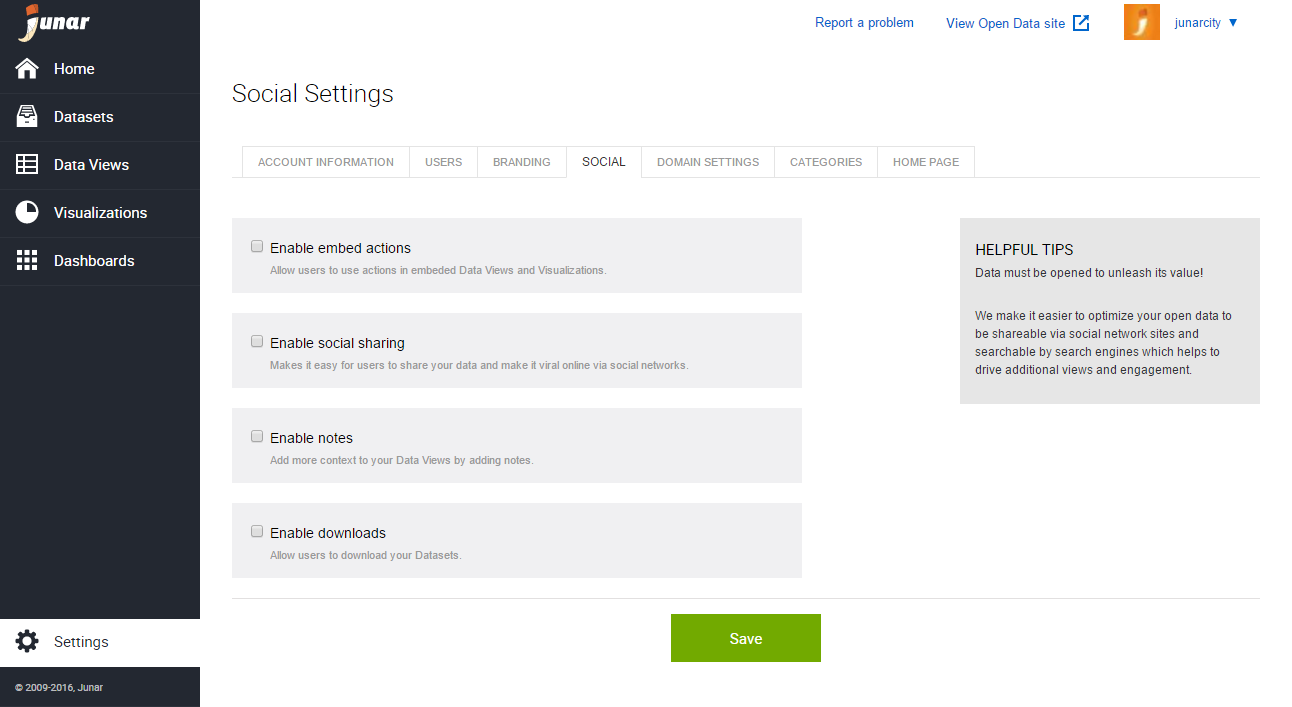 junar
Report a problem
View Open Data site
junarcity ▼
Home
Datasets
Data Views
Visualizations
Dashboards
Settings
© 2009-2016, Junar
Social Settings
ACCOUNT INFORMATION
USERS
BRANDING
SOCIAL
DOMAIN SETTINGS
CATEGORIES
HOME PAGE
Enable embed actions
Allow users to use actions in embeded Data Views and Visualizations.
Enable social sharing
Makes it easy for users to share your data and make it viral online via social networks.
Enable notes
Add more context to your Data Views by adding notes.
Enable downloads
Allow users to download your Datasets.
HELPFUL TIPS
Data must be opened to unleash its value!
We make it easier to optimize your open data to
be shareable via social network sites and
searchable by search engines which helps to
drive additional views and engagement.
Save